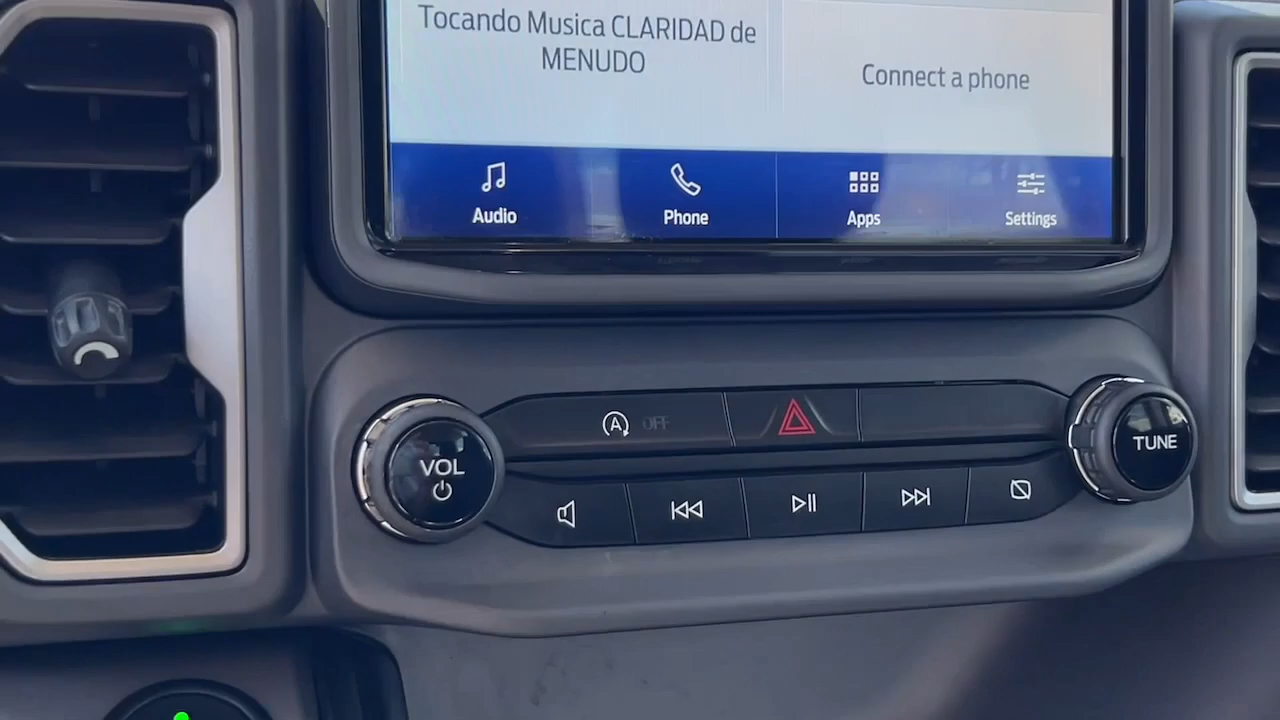 Tocando Musica CLARIDAD de
MENUDO
Connect a phone
Audio
Phone
Apps
Settings
A OFF
VOL
TUNE